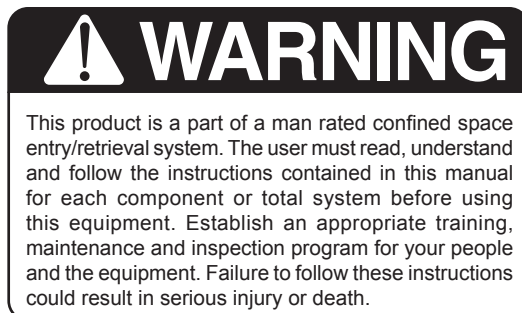 WARNING
This product is a part of a man rated confined space
entry/retrieval system. The user must read, understand
and follow the instructions contained in this manual
for each component or total system before using
this equipment. Establish an appropriate training,
maintenance and inspection program for your people
and the equipment. Failure to follow these instructions
could result in serious injury or death.